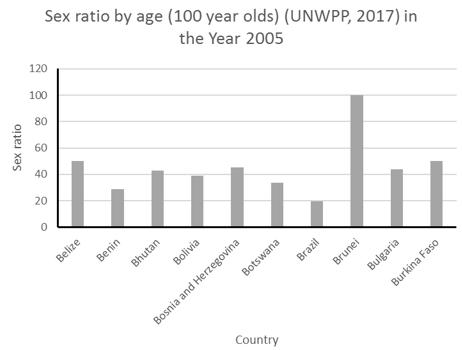 Sex ratio by age (100 year olds) (UNWPP, 2017) in
the Year 2005
120
100
80
60
40
20
0
Sex ratio
Belize
Benin
Bhutan
Bolivia
Bosnia and Herzegovina
Botswana
Brazil
Brunei
Bulgaria
Burkina Faso
Country